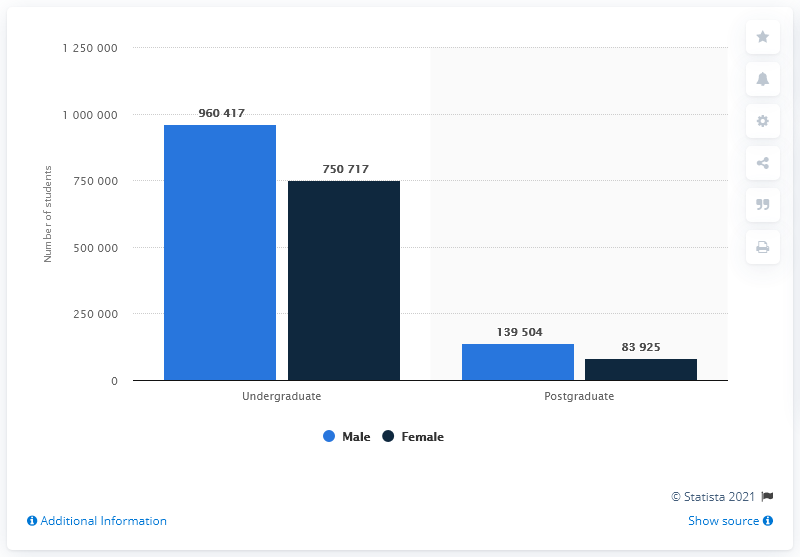 1 250 000
1 000 000
750 000
500 000
250 000
0
Number of students
960 417
750 717
139 504
83 925
Undergraduate
Postgraduate
Male
Female
© Statista 2021
Additional Information
Show source